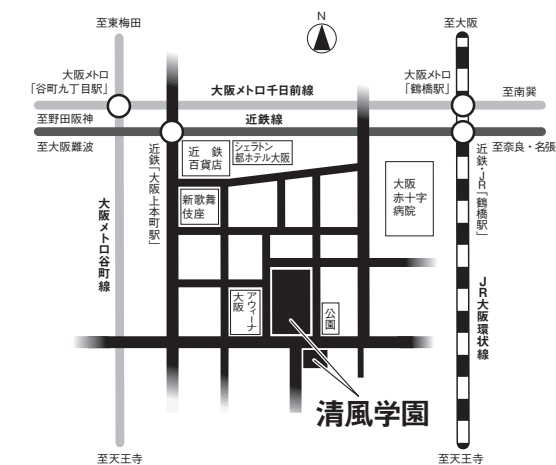 至東梅田
N
至大阪
大阪メトロ
「谷町九丁目駅」
大阪メトロ千日前線
大阪メトロ
「鶴橋駅」
至南巽
至野田阪神
近鉄線
至大阪難波
至奈良・名張
近鉄「大阪上本町駅」
近鉄
百貨店
シェラトン
都ホテル大阪
近鉄・JR「鶴橋駅」
新歌舞
伎座
大阪
赤十字
病院
大阪メトロ谷町線
アウィーナ
大阪
公園
JR大阪環状線
清風学園
至天王寺
至天王寺